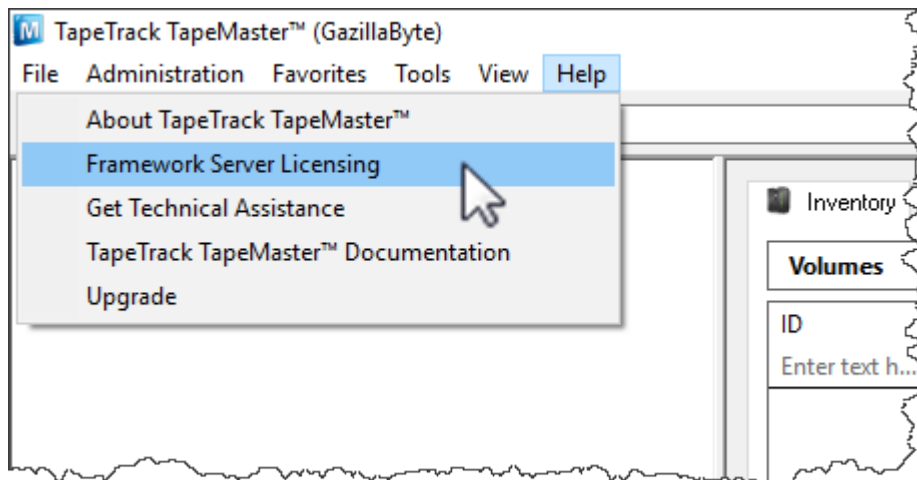 M TapeTrack TapeMaster™ (GazillaByte)
File Administration Favorites Tools View Help
About TapeTrack TapeMaster™
Framework Server Licensing
Get Technical Assistance
TapeTrack TapeMaster™ Documentation
Upgrade
Inventory
Volumes
ID
Enter text h...